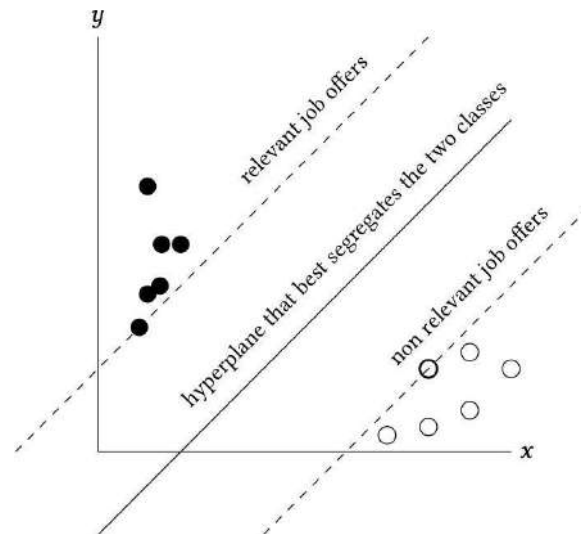 y
relevant job offers
hyperplane that best segregates the two classes
non relevant job offers
x